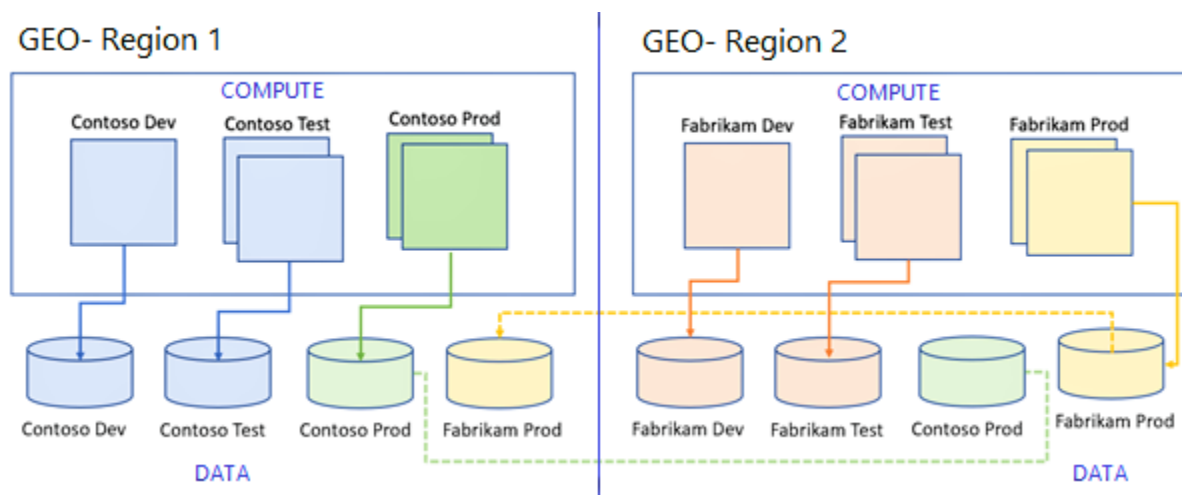 GEO- Region 1
COMPUTE
Contoso Dev
Contoso Test
Contoso Prod
Contoso Dev
Contoso Test
Contoso Prod
Fabrikam Prod
DATA
GEO- Region 2
COMPUTE
Fabrikam Dev
Fabrikam Test
Fabrikam Prod
Fabrikam Dev
Fabrikam Test
Contoso Prod
Fabrikam Prod
DATA